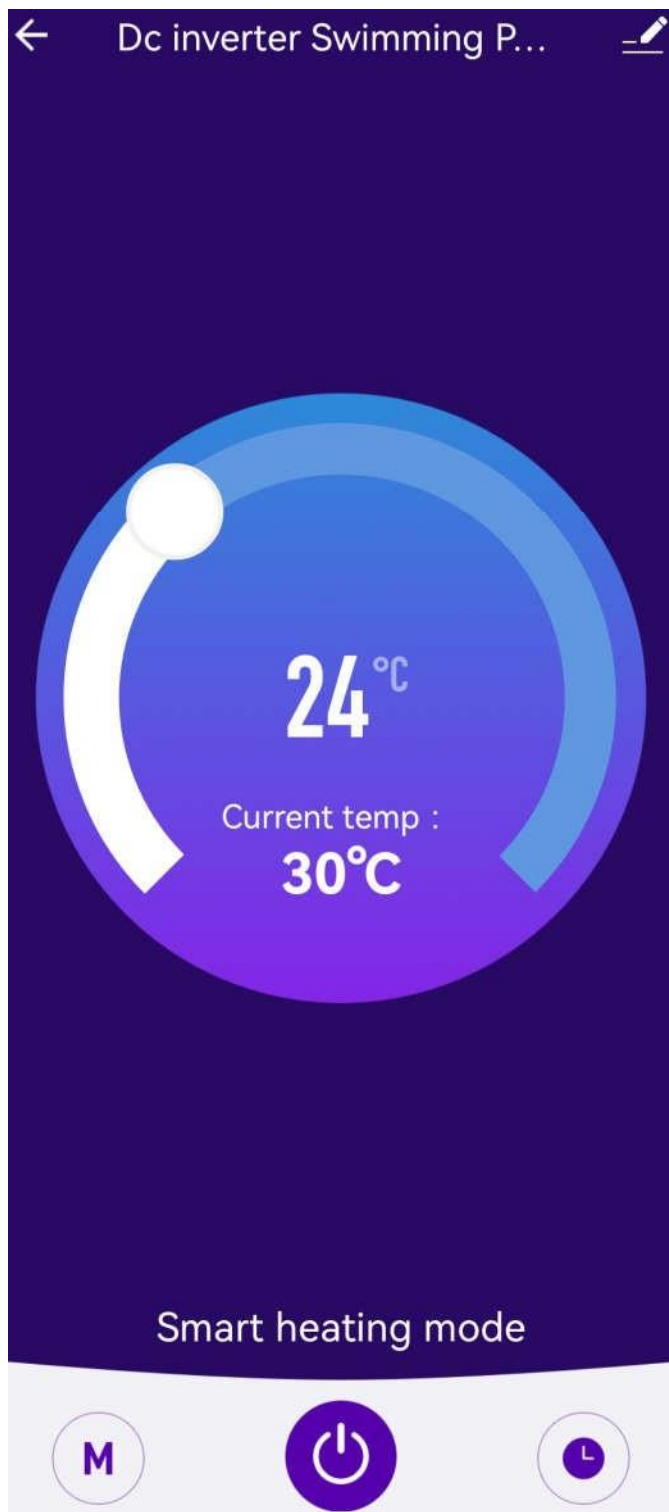 Dc inverter Swimming P...
24 °C
Current temp :
30°C
Smart heating mode
M